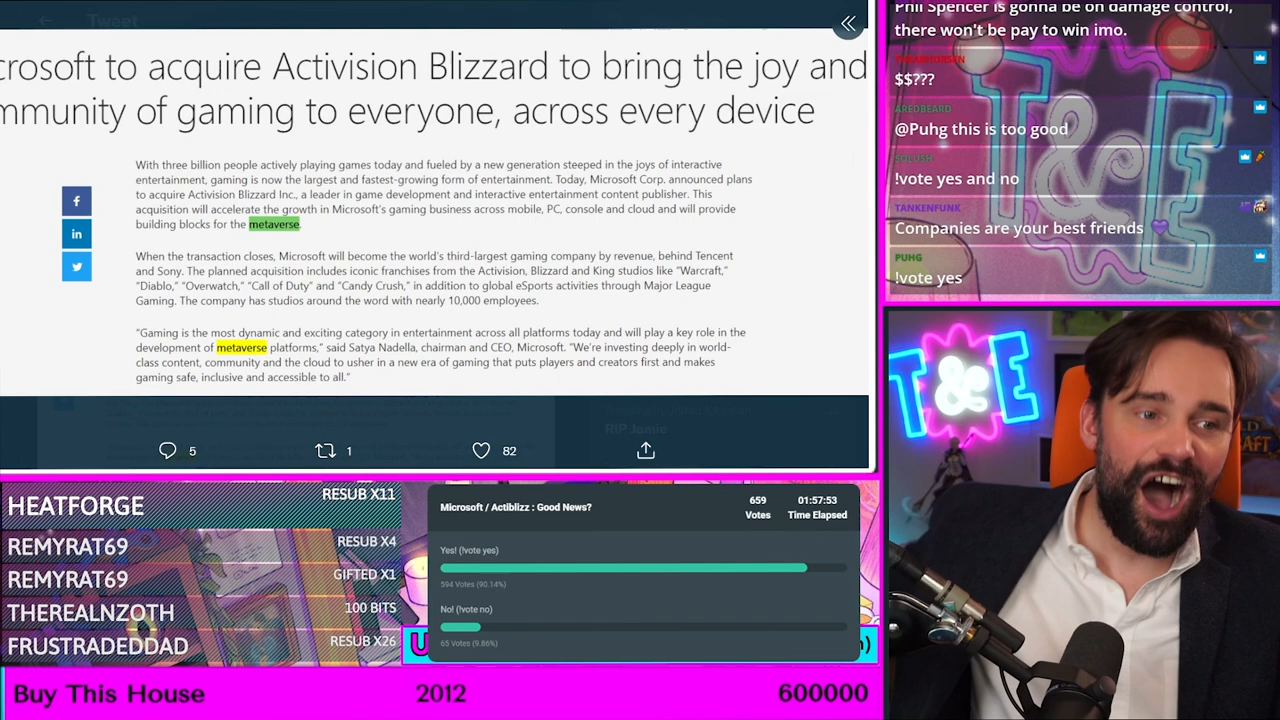 Tweet
crosoft to acquire Activision Blizzard to bring the joy and
mmunity of gaming to everyone, across every device
With three billion people actively playing games today and fueled by a new generation steeped in the joys of interactive
entertainment, gaming is now the largest and fastest-growing form of entertainment. Today, Microsoft Corp. announced plans
to acquire Activision Blizzard Inc., a leader in game development and interactive entertainment content publisher. This
acquisition will accelerate the growth in Microsoft's gaming business across mobile, PC, console and cloud and will provide
building blocks for the metaverse.
When the transaction closes, Microsoft will become the world's third-largest gaming company by revenue, behind Tencent
and Sony. The planned acquisition includes iconic franchises from the Activision, Blizzard and King studios like "Warcraft,"
"Diablo," "Overwatch," "Call of Duty" and "Candy Crush," in addition to global eSports activities through Major League
Gaming. The company has studios around the word with nearly 10,000 employees.
"Gaming is the most dynamic and exciting category in entertainment across all platforms today and will play a key role in the
development of metaverse platforms," said Satya Nadella, chairman and CEO, Microsoft. "We're investing deeply in world-
class content, community and the cloud to usher in a new era of gaming that puts players and creators first and makes
gaming safe, inclusive and accessible to all."
f
in
RIP Jamie
5
1
82
Phil Spencer is gonna be on damage control,
there won't be pay to win imo.
$$???
AREDBEARD
@Puhg this is too good
!vote yes and no
TANKENFUNK
Companies are your best friends
PUHG
!vote yes
T&E
T&E
HEATFORGE RESUB X11
REMYRAT69 RESUB X4
REMYRAT69 GIFTED X1
THEREALNZOTH 100 BITS
FRUSTRADEDDAD RESUB X26
Microsoft / Actiblizz : Good News?
659 Votes
01:57:53 Time Elapsed
Yes! (!vote yes)
594 Votes (90.14%)
No! (!vote no)
65 Votes (9.86%)
Buy This House 2012 600000